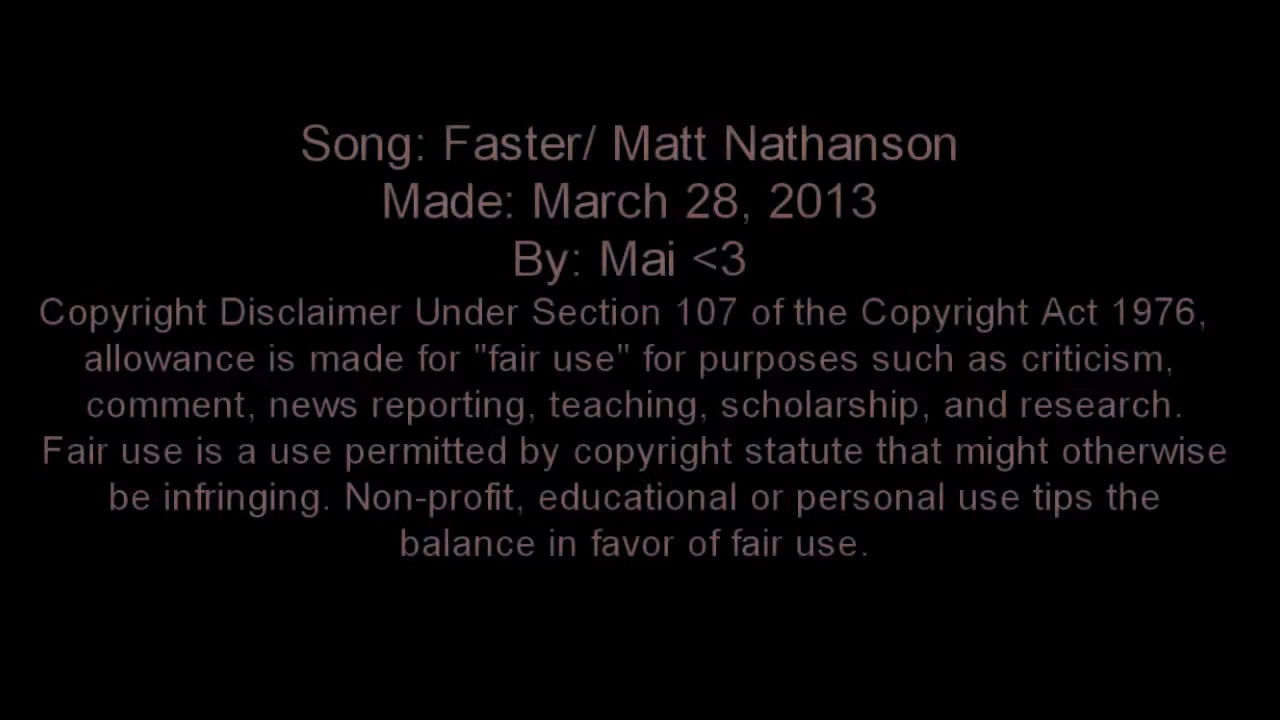 Song: Faster/ Matt Nathanson
Made: March 28, 2013
By: Mai <3
Copyright Disclaimer Under Section 107 of the Copyright Act 1976,
allowance is made for "fair use" for purposes such as criticism,
comment, news reporting, teaching, scholarship, and research.
Fair use is a use permitted by copyright statute that might otherwise
be infringing. Non-profit, educational or personal use tips the
balance in favor of fair use.